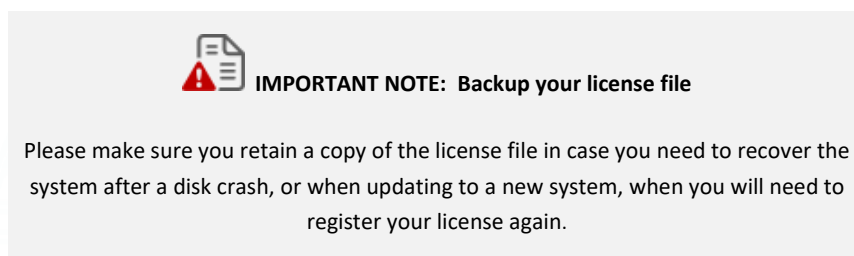 IMPORTANT NOTE: Backup your license file
Please make sure you retain a copy of the license file in case you need to recover the
system after a disk crash, or when updating to a new system, when you will need to
register your license again.